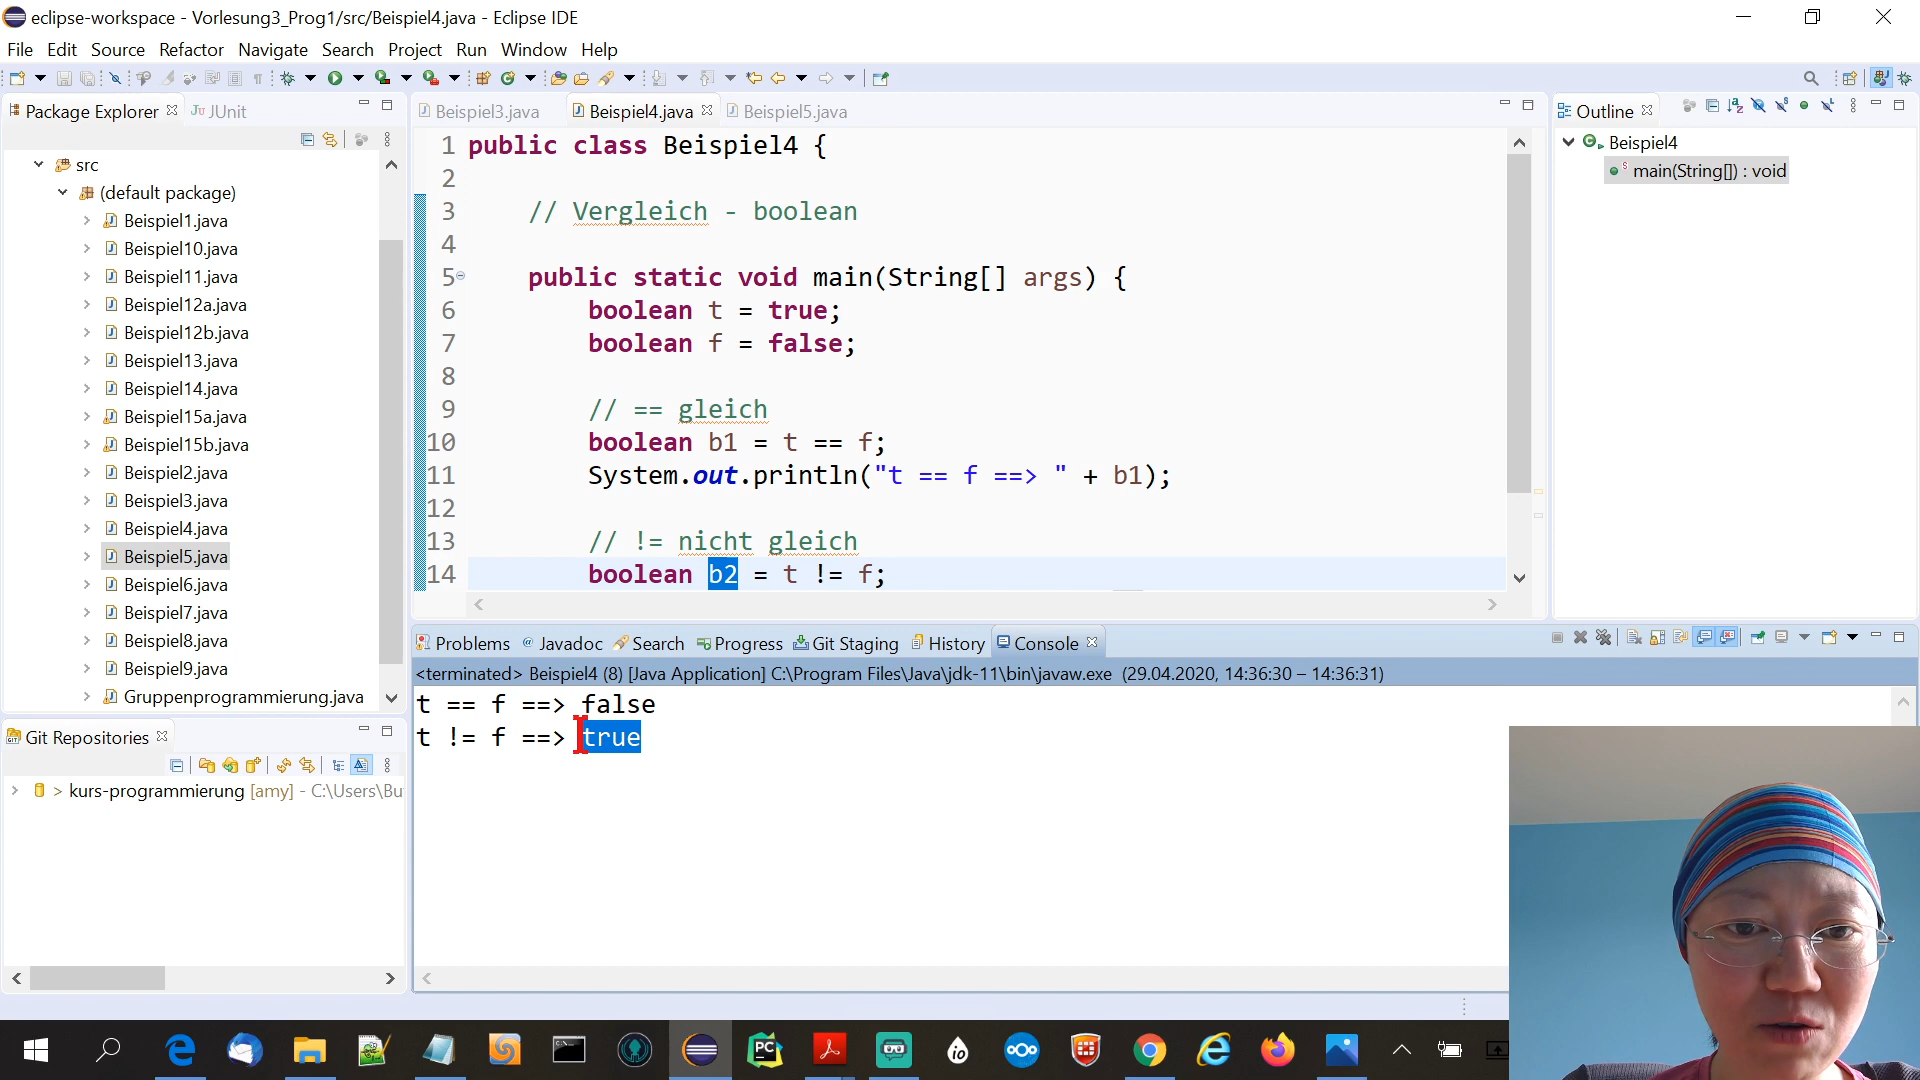 eclipse-workspace - Vorlesung3_Prog1/src/Beispiel4.java - Eclipse IDE
File Edit Source Refactor Navigate Search Project Run Window Help
Package Explorer JUnit
src
(default package)
Beispiel1.java
Beispiel10.java
Beispiel11.java
Beispiel12a.java
Beispiel12b.java
Beispiel13.java
Beispiel14.java
Beispiel15a.java
Beispiel15b.java
Beispiel2.java
Beispiel3.java
Beispiel4.java
Beispiel5.java
Beispiel6.java
Beispiel7.java
Beispiel8.java
Beispiel9.java
Gruppenprogrammierung.java
Git Repositories
> kurs-programmierung [amy] - C:\Users\Bu
Beispiel3.java Beispiel4.java Beispiel5.java
1 public class Beispiel4 {
2
3 // Vergleich - boolean
4
5 public static void main(String[] args) {
6 boolean t = true;
7 boolean f = false;
8
9 // == gleich
10 boolean b1 = t == f;
11 System.out.println("t == f ==> " + b1);
12
13 // != nicht gleich
14 boolean b2 = t != f;
Outline
Beispiel4
main(String[]) : void
Problems @ Javadoc Search Progress Git Staging History Console
<terminated> Beispiel4 (8) [Java Application] C:\Program Files\Java\jdk-11\bin\javaw.exe (29.04.2020, 14:36:30 – 14:36:31)
t == f ==> false
t != f ==> true